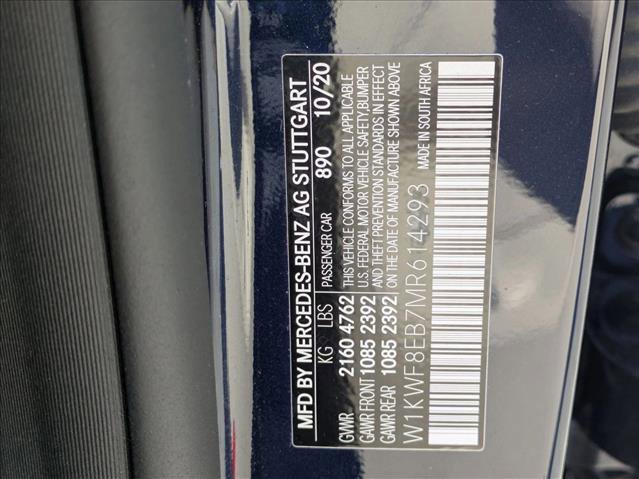 MFD BY MERCEDES-BENZ AG STUTTGART
KG LBS PASSENGER CAR 890 10/20
GVWR 2160 4762 THIS VEHICLE CONFORMS TO ALL APPLICABLE
U.S. FEDERAL MOTOR VEHICLE SAFETY,BUMPER
GAWR FRONT 1085 2392 AND THEFT PREVENTION STANDARDS IN EFFECT
GAWR REAR 1085 2392 ON THE DATE OF MANUFACTURE SHOWN ABOVE
W1KWF8EB7MR614293 MADE IN SOUTH AFRICA